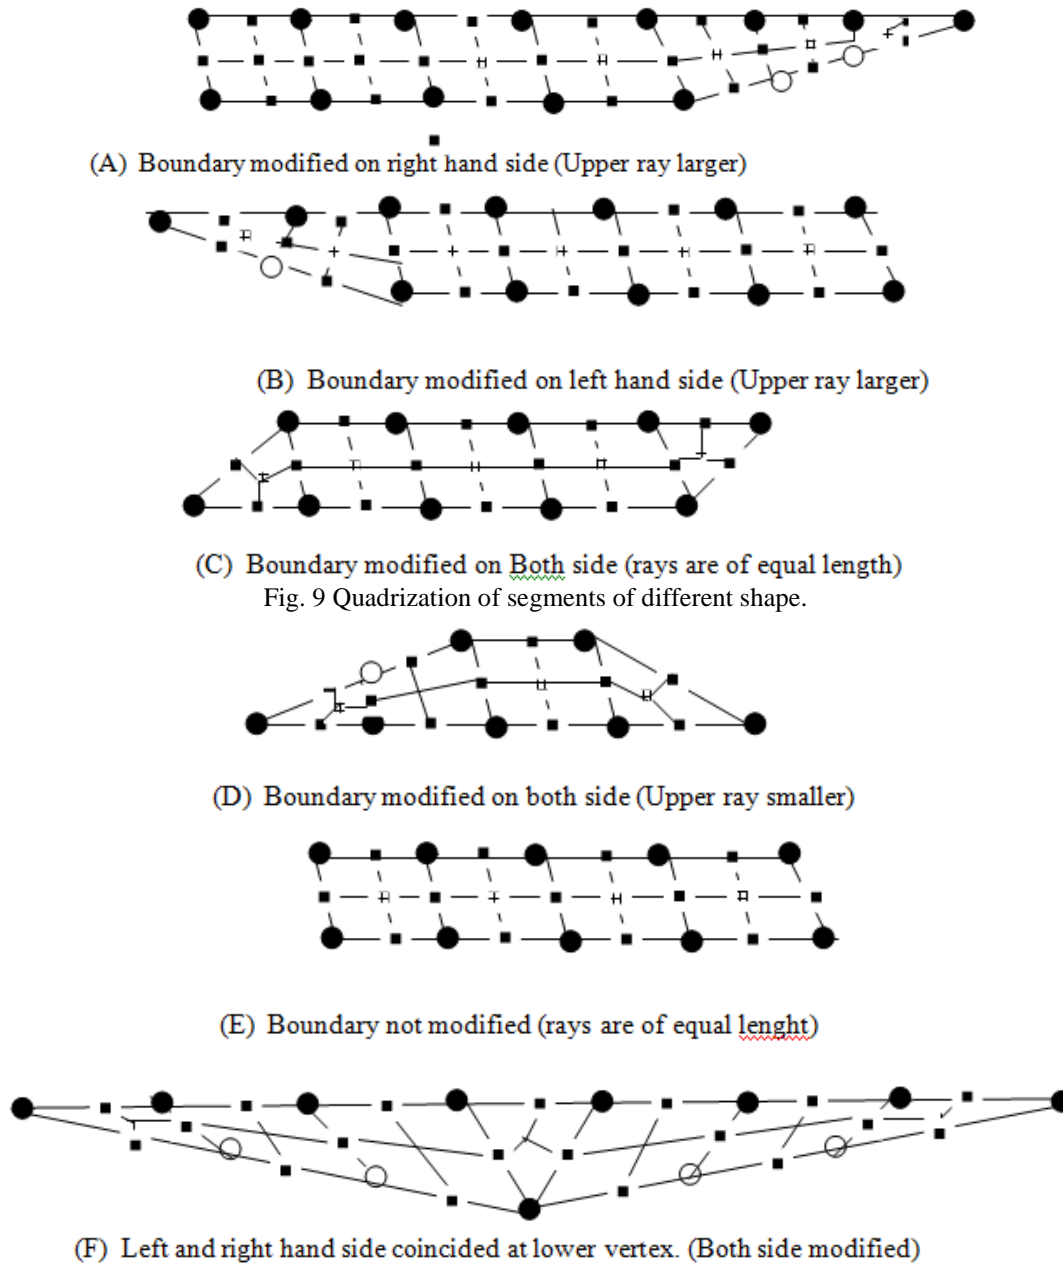 (A) Boundary modified on right hand side (Upper ray larger)
(B) Boundary modified on left hand side (Upper ray larger)
(C) Boundary modified on Both side (rays are of equal length)
Fig. 9 Quadrization of segments of different shape.
(D) Boundary modified on both side (Upper ray smaller)
(E) Boundary not modified (rays are of equal lenght)
(F) Left and right hand side coincided at lower vertex. (Both side modified)